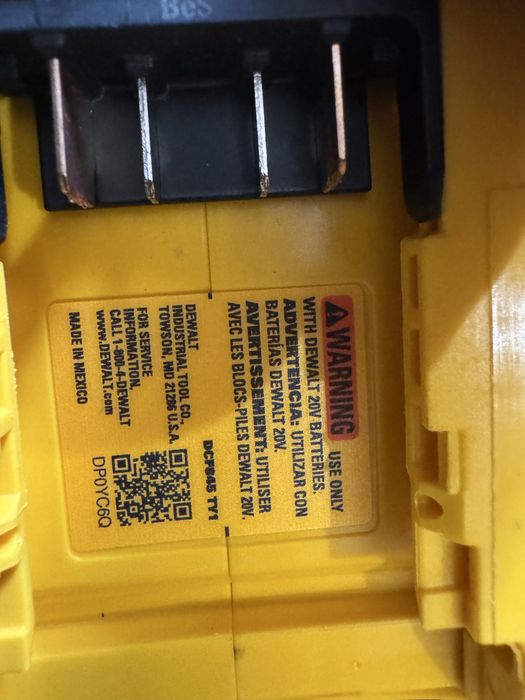 BeS
WARNING USE ONLY
WITH DEWALT 20V BATTERIES.
ADVERTENCIA: UTILIZAR CON
BATERÍAS DEWALT 20V.
AVERTISSEMENT: UTILISER
AVEC LES BLOCS-PILES DEWALT 20V.
DCF845 TY1
DEWALT
INDUSTRIAL TOOL CO.,
TOWSON, MD 21286 U.S.A.
FOR SERVICE
INFORMATION,
CALL 1-800-4-DEWALT
www.DEWALT.com
MADE IN MEXICO
DP0YC6Q